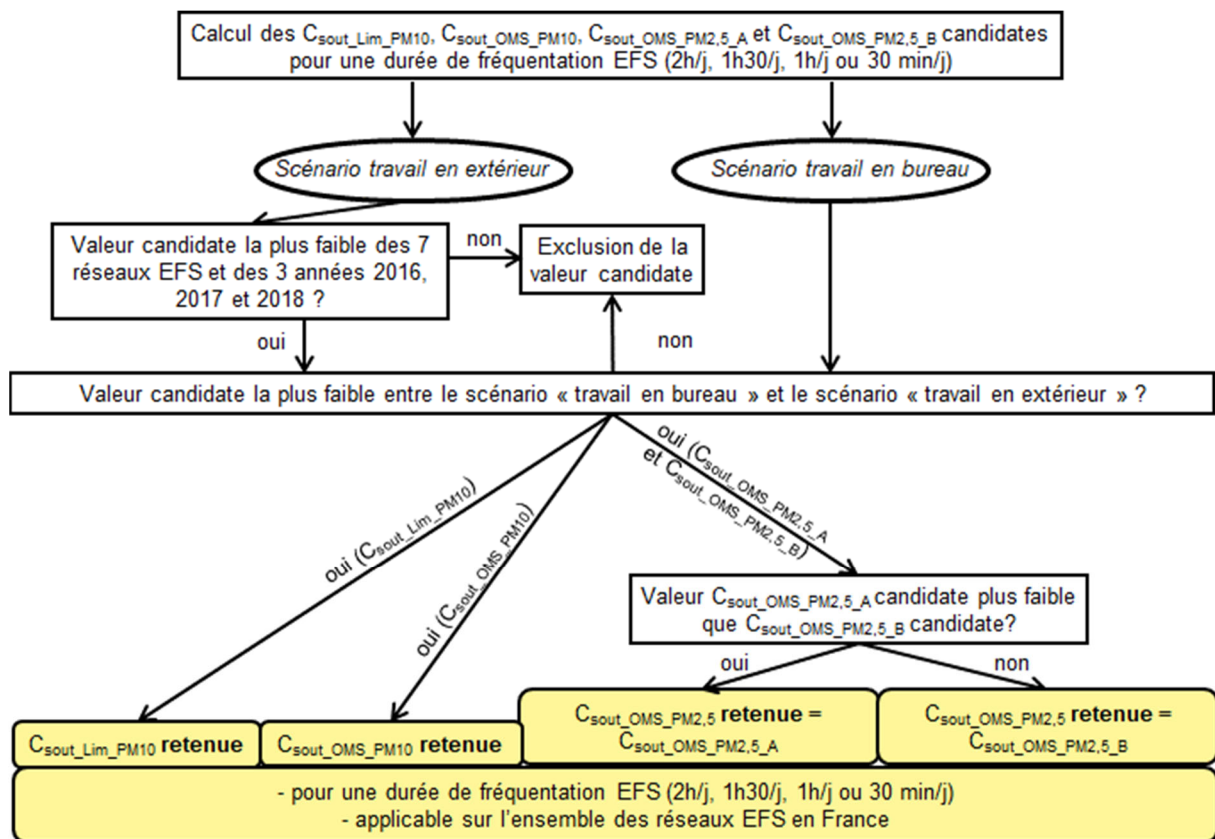 Calcul des Csout_Lim_PM10, Csout_OMS_PM10, Csout_OMS_PM2,5_A et Csout_OMS_PM2,5_B candidates
pour une durée de fréquentation EFS (2h/j, 1h30/j, 1h/j ou 30 min/j)
Scénario travail en extérieur
Scénario travail en bureau
Valeur candidate la plus faible des 7
réseaux EFS et des 3 années 2016,
2017 et 2018 ?
non
Exclusion de la
valeur candidate
oui
non
Valeur candidate la plus faible entre le scénario « travail en bureau » et le scénario « travail en extérieur » ?
oui (Csout_Lim_PM10)
oui (Csout_OMS_PM10)
oui (Csout_OMS_PM2,5_A
et Csout_OMS_PM2,5_B)
Valeur Csout_OMS_PM2,5_A candidate plus faible
que Csout_OMS_PM2,5_B candidate?
oui
non
Csout_Lim_PM10 retenue
Csout_OMS_PM10 retenue
Csout_OMS_PM2,5 retenue =
Csout_OMS_PM2,5_A
Csout_OMS_PM2,5 retenue =
Csout_OMS_PM2,5_B
- pour une durée de fréquentation EFS (2h/j, 1h30/j, 1h/j ou 30 min/j)
- applicable sur l'ensemble des réseaux EFS en France